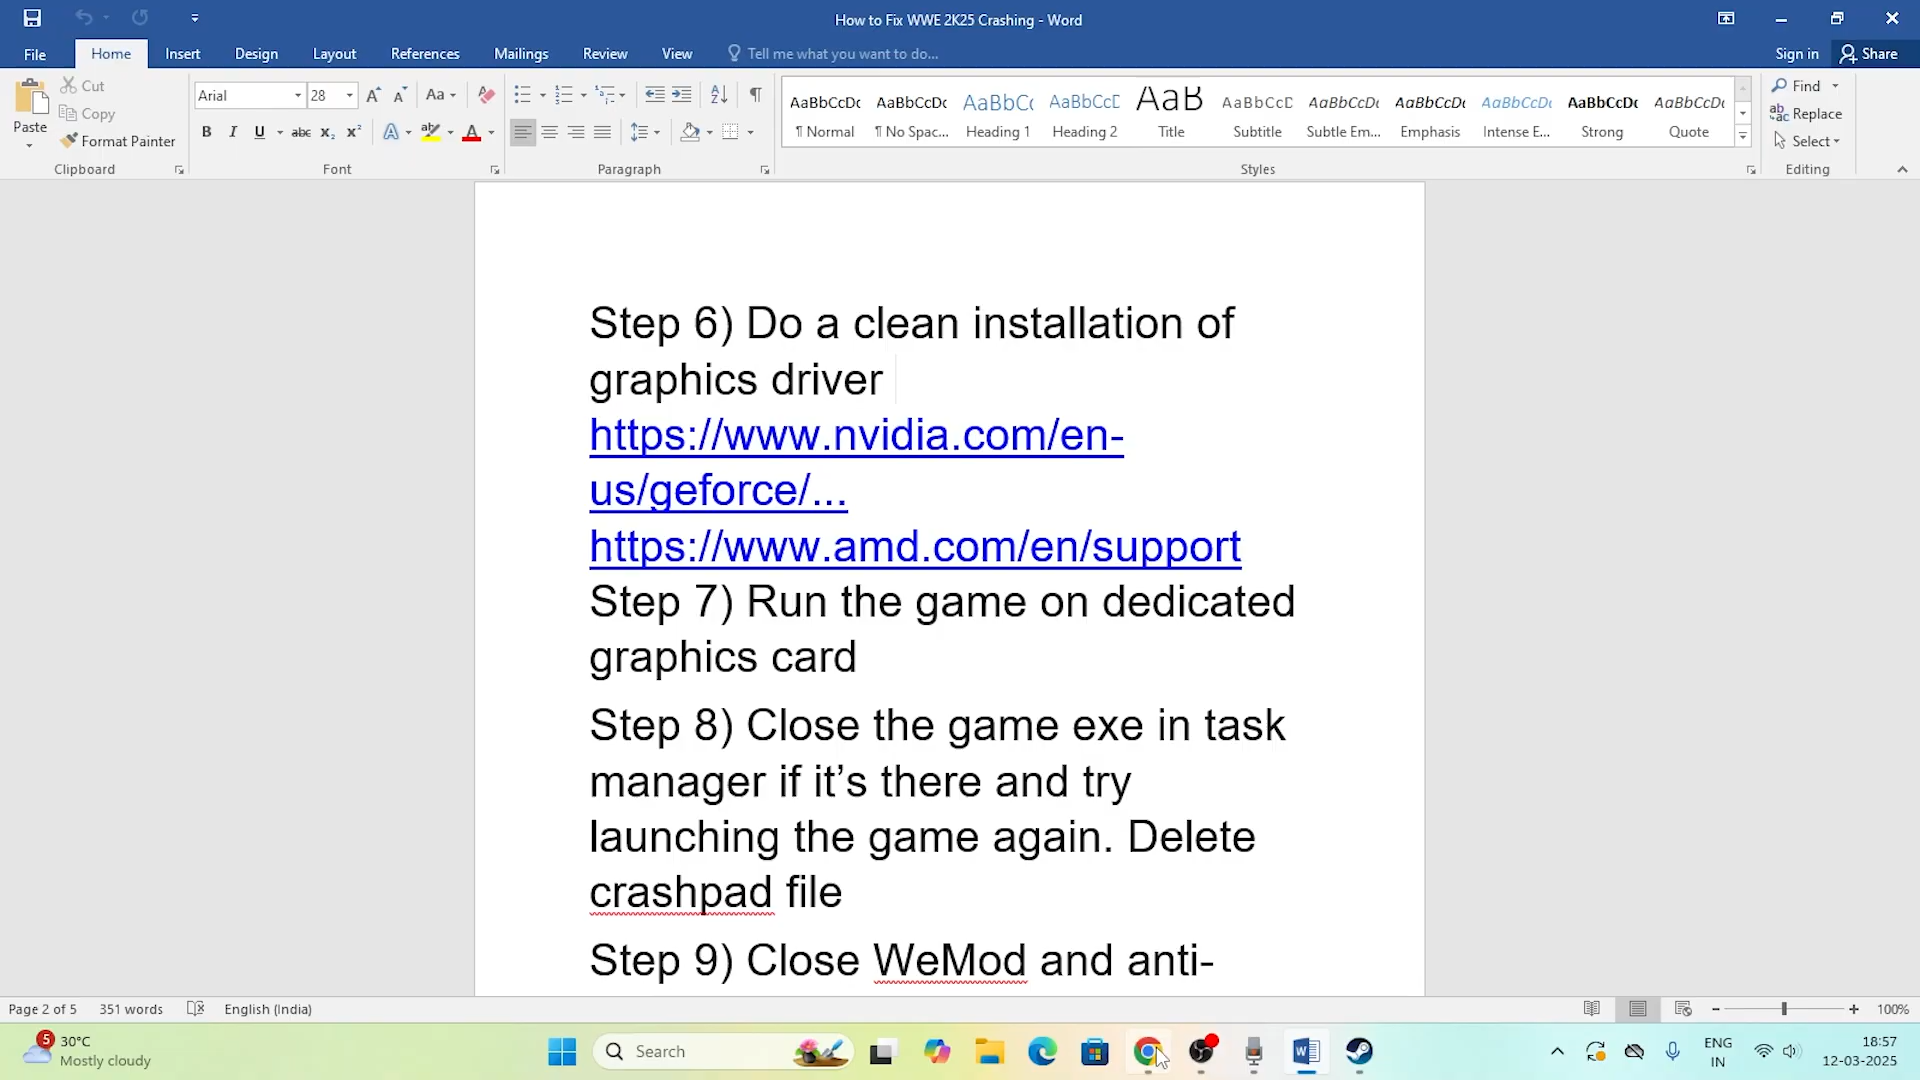 How to Fix WWE 2K25 Crashing - Word
File Home Insert Design Layout References Mailings Review View Tell me what you want to do... Sign in Share
Paste Cut Copy Format Painter Clipboard
Arial 28 Aa
B I U abc x₂ x² A A Font
Paragraph
AaBbCcDc AaBbCcDc AaBbCc AaBbCcD AaB AaBbCcD AaBbCcDc AaBbCcDc AaBbCcDc AaBbCcDc AaBbCcDc
¶ Normal ¶ No Spac... Heading 1 Heading 2 Title Subtitle Subtle Em... Emphasis Intense E... Strong Quote
Styles
Find
Replace
Select
Editing
Step 6) Do a clean installation of
graphics driver
https://www.nvidia.com/en-
us/geforce/...
https://www.amd.com/en/support
Step 7) Run the game on dedicated
graphics card
Step 8) Close the game exe in task
manager if it’s there and try
launching the game again. Delete
crashpad file
Step 9) Close WeMod and anti-
Page 2 of 5 351 words English (India) 100%
5 30°C
Mostly cloudy
Search
ENG
IN
18:57
12-03-2025